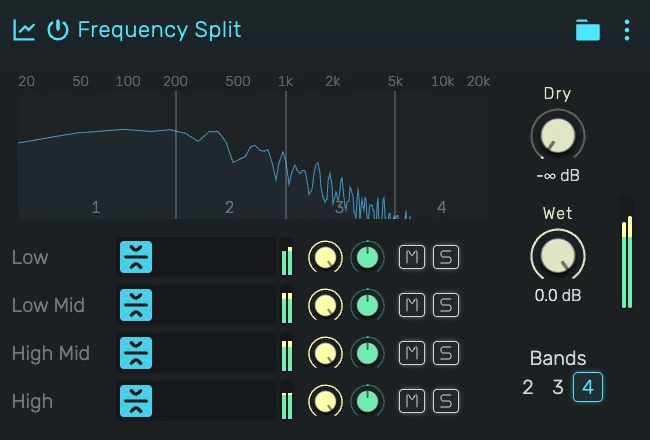 Frequency Split
20 50 100 200 500 1k 2k 5k 10k 20k
1 2 3 4
Dry
-∞ dB
Wet
0.0 dB
Low M S
Low Mid M S
High Mid M S
High M S
Bands
2 3 4